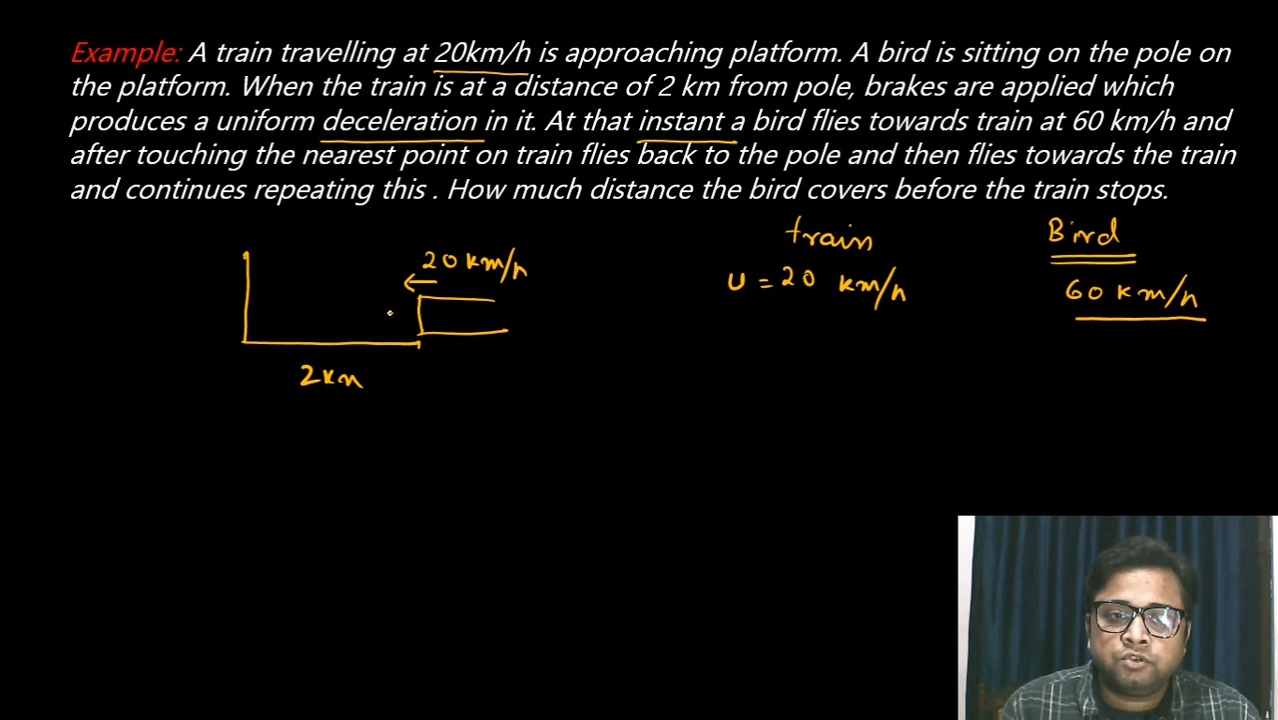 Example: A train travelling at 20km/h is approaching platform. A bird is sitting on the pole on
the platform. When the train is at a distance of 2 km from pole, brakes are applied which
produces a uniform deceleration in it. At that instant a bird flies towards train at 60 km/h and
after touching the nearest point on train flies back to the pole and then flies towards the train
and continues repeating this . How much distance the bird covers before the train stops.
train
Bird
20 km/h
u = 20 km/h
60 km/h
2km